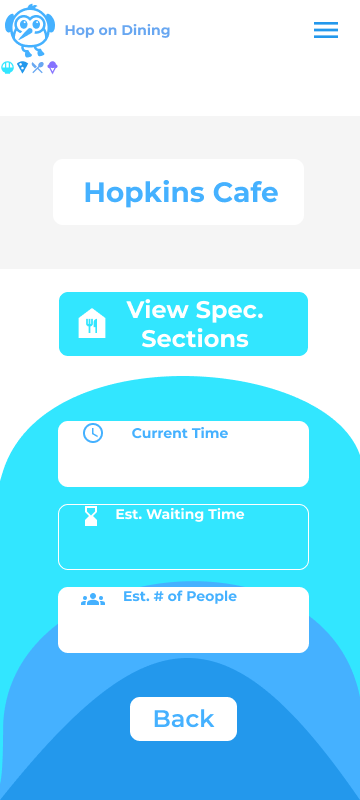 Hop on Dining
Hopkins Cafe
View Spec.
Sections
Current Time
Est. Waiting Time
Est. # of People
Back